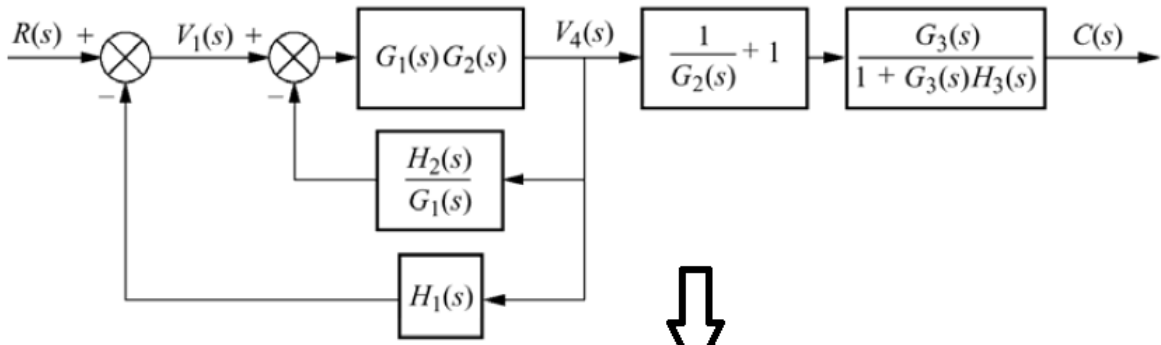 R(s) + V₁(s) + G₁(s)G₂(s) V₄(s) 1/G₂(s) + 1 G₃(s)/1 + G₃(s)H₃(s) C(s)
− −
H₂(s)/G₁(s)
H₁(s)